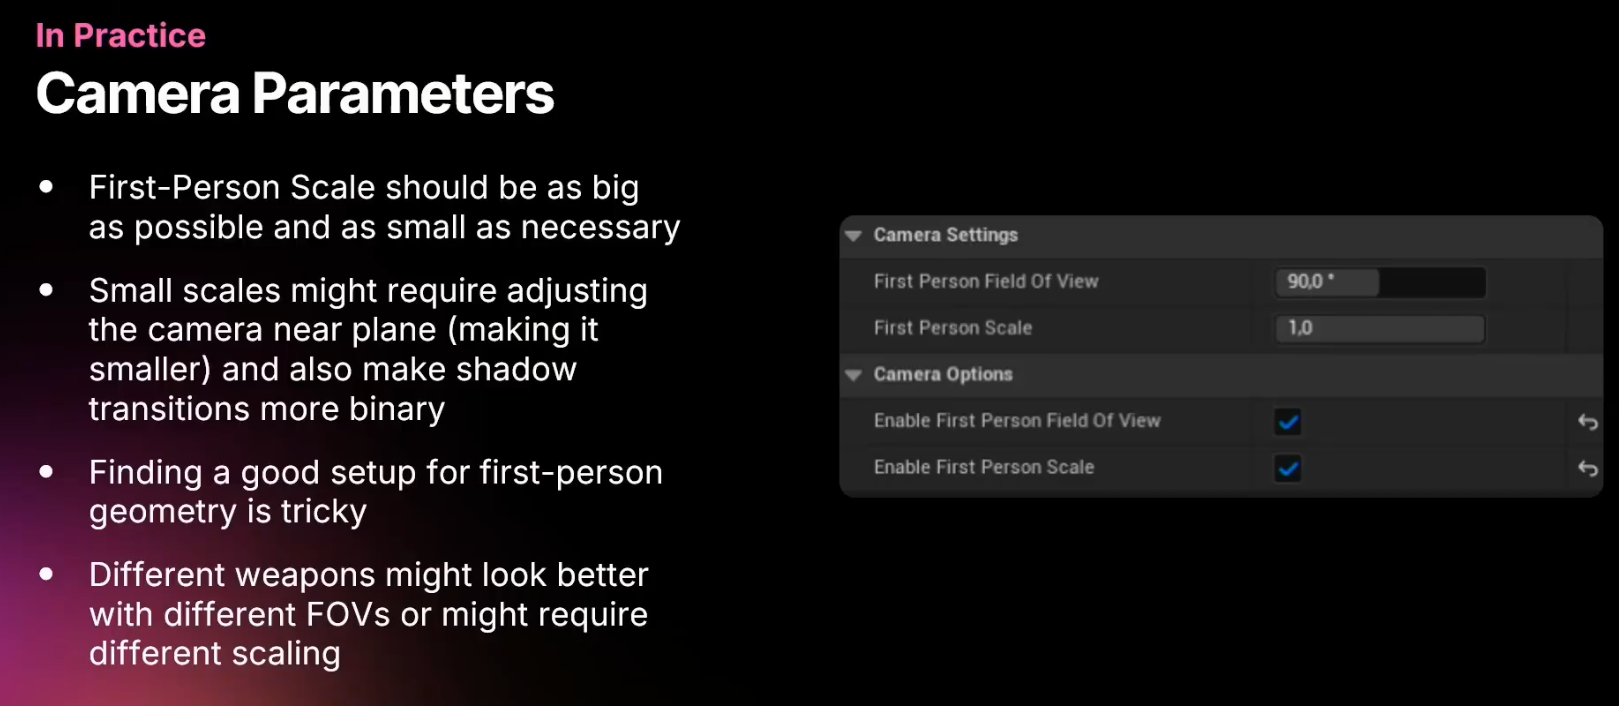 In Practice
Camera Parameters
• First-Person Scale should be as big
as possible and as small as necessary
• Small scales might require adjusting
the camera near plane (making it
smaller) and also make shadow
transitions more binary
• Finding a good setup for first-person
geometry is tricky
• Different weapons might look better
with different FOVs or might require
different scaling
Camera Settings
First Person Field Of View 90,0 °
First Person Scale 1,0
Camera Options
Enable First Person Field Of View
Enable First Person Scale